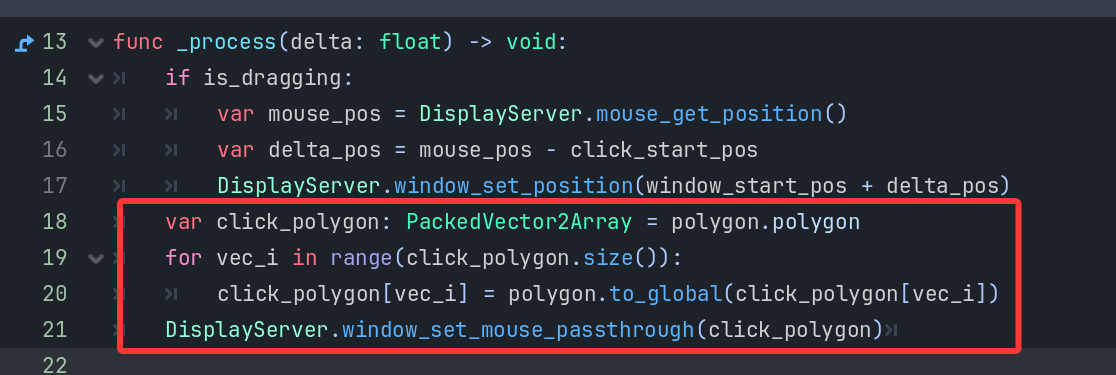 13 func _process(delta: float) -> void:
14 if is_dragging:
15 var mouse_pos = DisplayServer.mouse_get_position()
16 var delta_pos = mouse_pos - click_start_pos
17 DisplayServer.window_set_position(window_start_pos + delta_pos)
18 var click_polygon: PackedVector2Array = polygon.polygon
19 for vec_i in range(click_polygon.size()):
20 click_polygon[vec_i] = polygon.to_global(click_polygon[vec_i])
21 DisplayServer.window_set_mouse_passthrough(click_polygon)
22